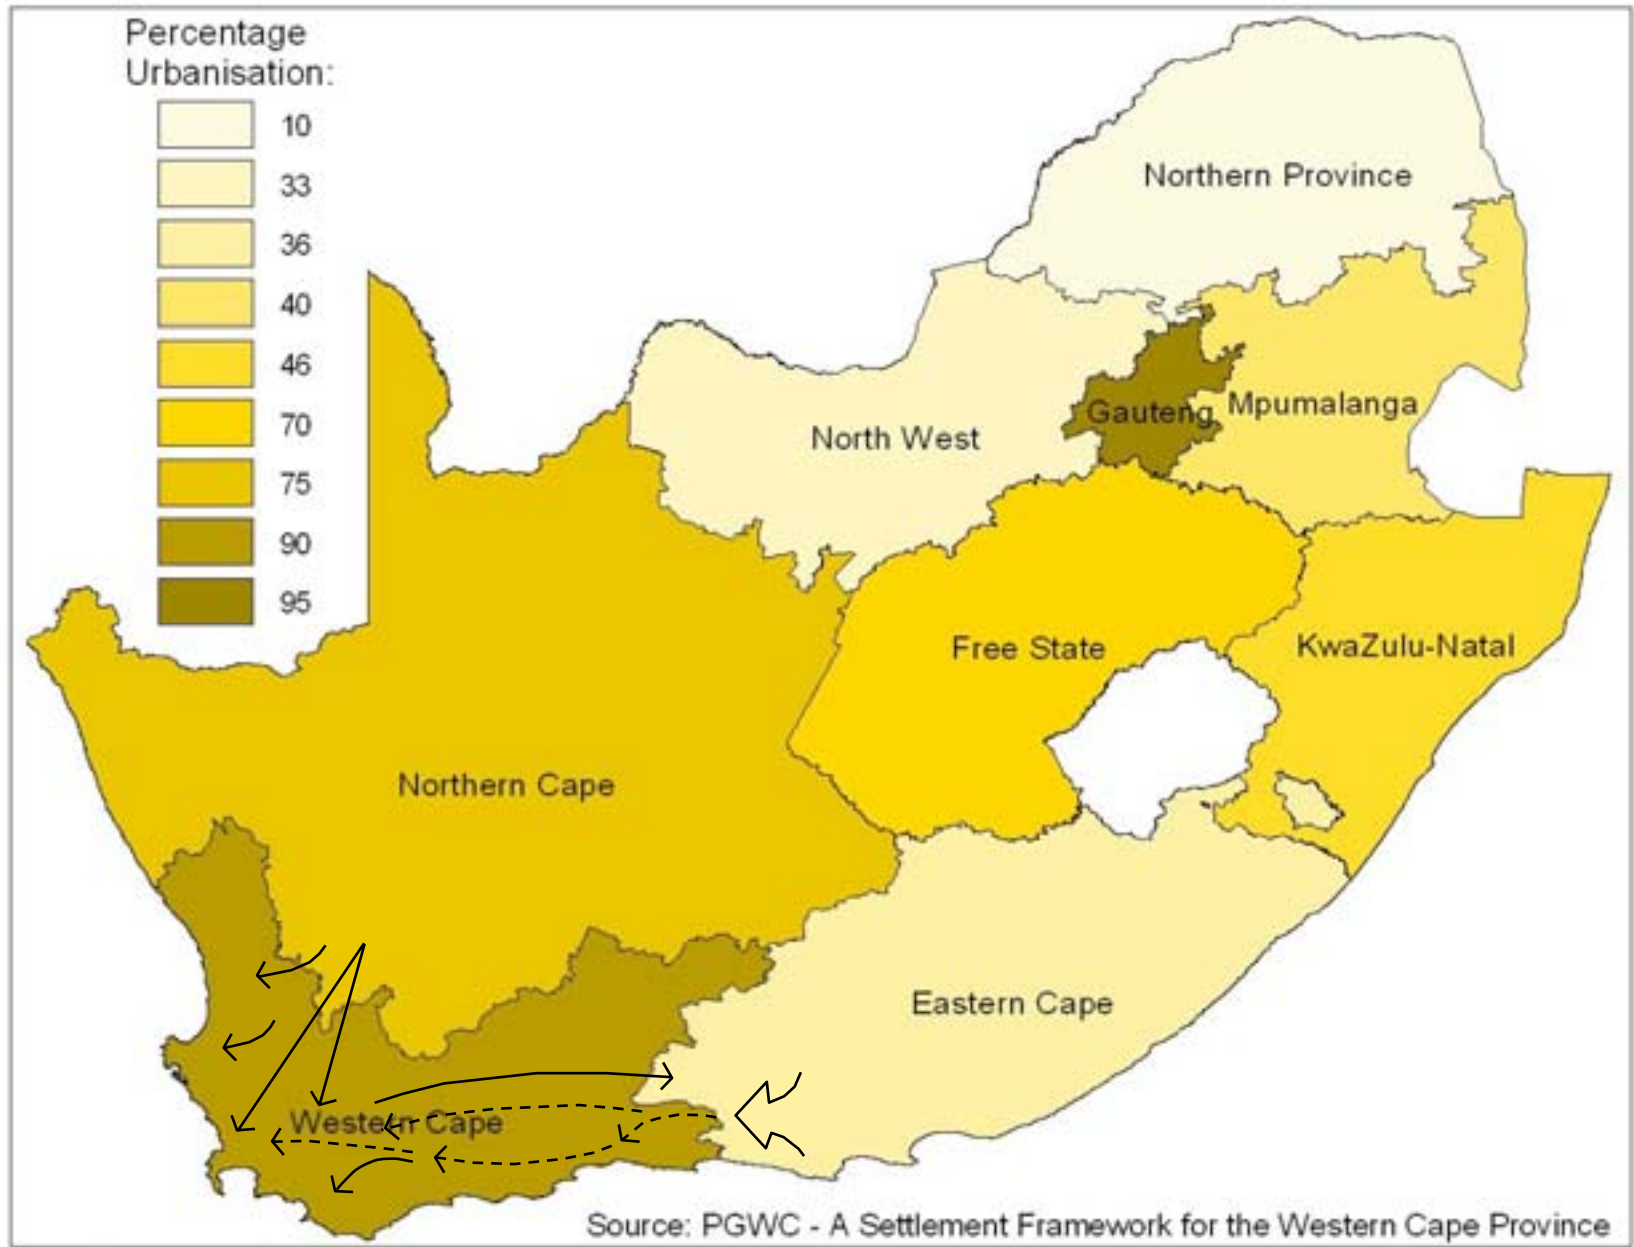 Percentage
Urbanisation:
10
33
36
40
46
70
75
90
95
Northern Province
Gauteng
Mpumalanga
North West
Free State
KwaZulu-Natal
Northern Cape
Eastern Cape
Western Cape
Source: PGWC - A Settlement Framework for the Western Cape Province